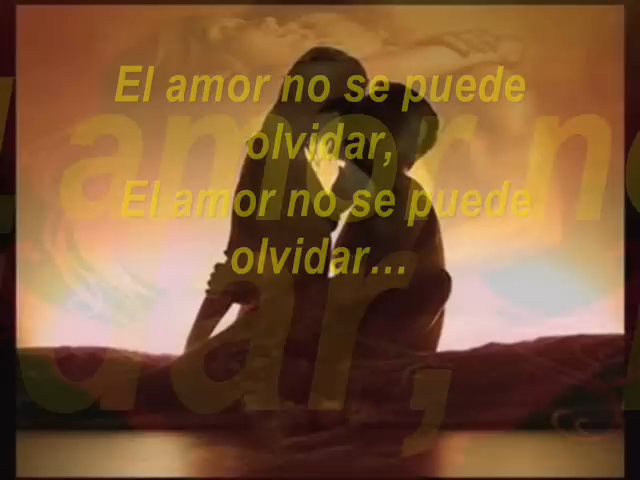 El amor no se puede
olvidar,
El amor no se puede
olvidar...